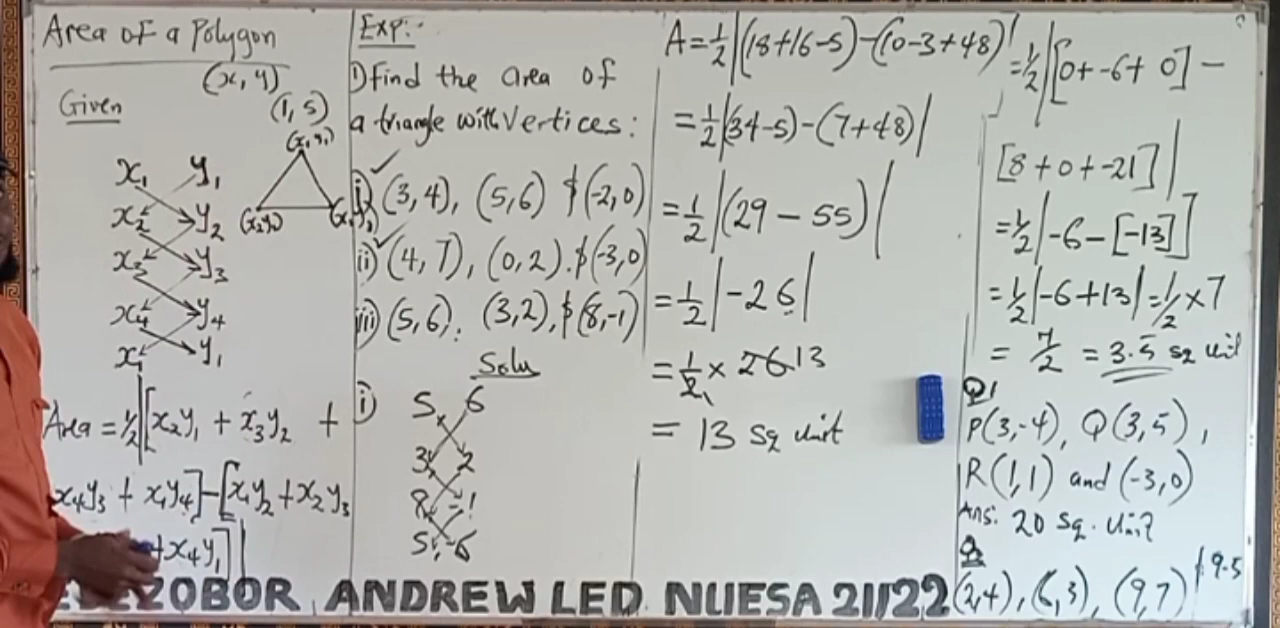 Area of a Polygon
(x, y)
Given
(1, 5)
(x₁ y₁)
x₁ y₁
x₂ y₂
(x₂ y₂)
x₃ y₃
x₄ y₄
x₁ y₁
Area = ½|[x₂y₁ + x₃y₂ +
x₄y₃ + x₁y₄] - [x₁y₂ + x₂y₃
+ x₄y₁]|
Exp:-
① Find the area of
a triangle with vertices:
i) (3, 4), (5, 6) $ (-2, 0)
ii) (4, 7), (0, 2). $ (-3, 0)
iii) (5, 6). (3, 2), $ (8, -1)
Solu
i) 5 6
3 2
8 -1
5 6
A = ½|(18+16-5)-(10-3+48)|
= ½|(34-5)-(7+48)|
= ½|(29 - 55)|
= ½|-26|
= ½ × 26 13
= 13 sq unit
= ½|[0 + -6 + 0] -
[8 + 0 + -21]|
= ½|-6 - [-13]|
= ½|-6+13| = ½ × 7
= 7/2 = 3.5 sq unit
Q1
P(3, -4), Q(3, 5),
R(1, 1) and (-3, 0)
Ans: 20 sq. unit
(2, 4), (6, 3), (9, 7) 9.5
ZOBOR ANDREW LED NUESA 21/22